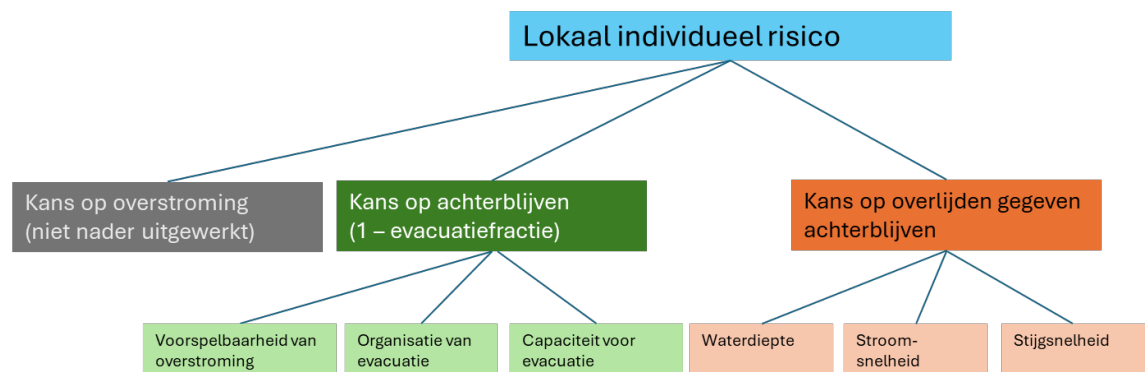 Lokaal individueel risico
Kans op overstroming
(niet nader uitgewerkt)
Kans op achterblijven
(1 – evacuatiefractie)
Kans op overlijden gegeven
achterblijven
Voorspelbaarheid van
overstroming
Organisatie van
evacuatie
Capaciteit voor
evacuatie
Waterdiepte
Stroom-
snelheid
Stijgsnelheid